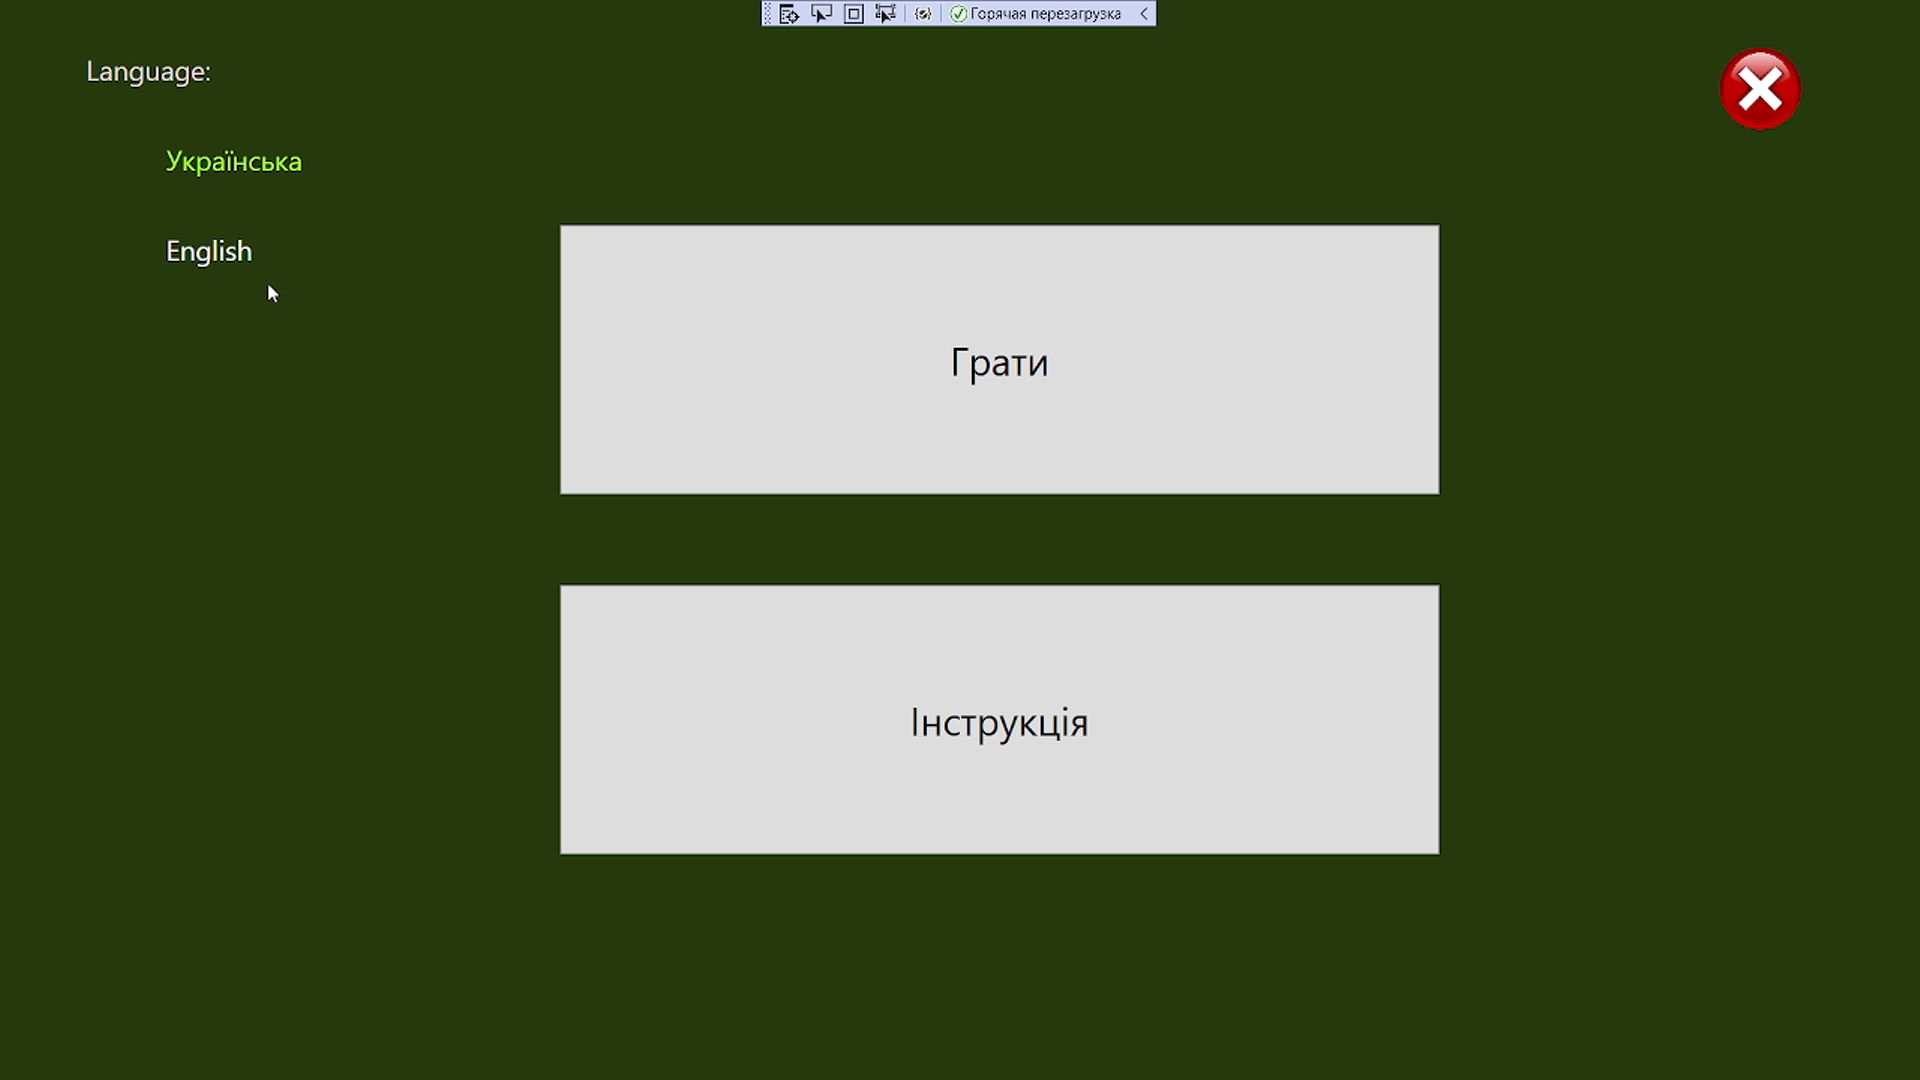 Горячая перезагрузка
Language:
Українська
English
Грати
Інструкція